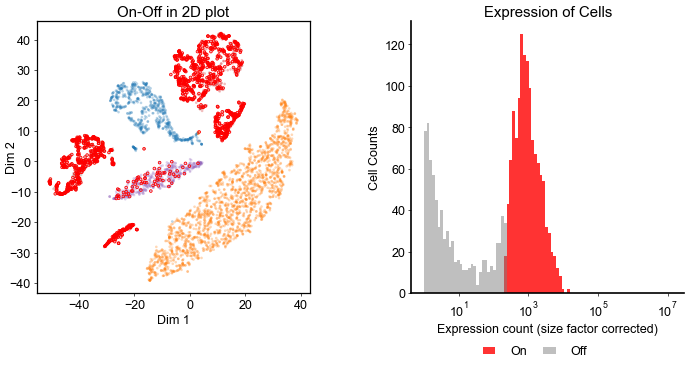 On-Off in 2D plot
Dim 2
40
30
20
10
0
−10
−20
−30
−40
−40 −20 0 20 40
Dim 1
Expression of Cells
Cell Counts
120
100
80
60
40
20
0
10^1 10^3 10^5 10^7
Expression count (size factor corrected)
On Off